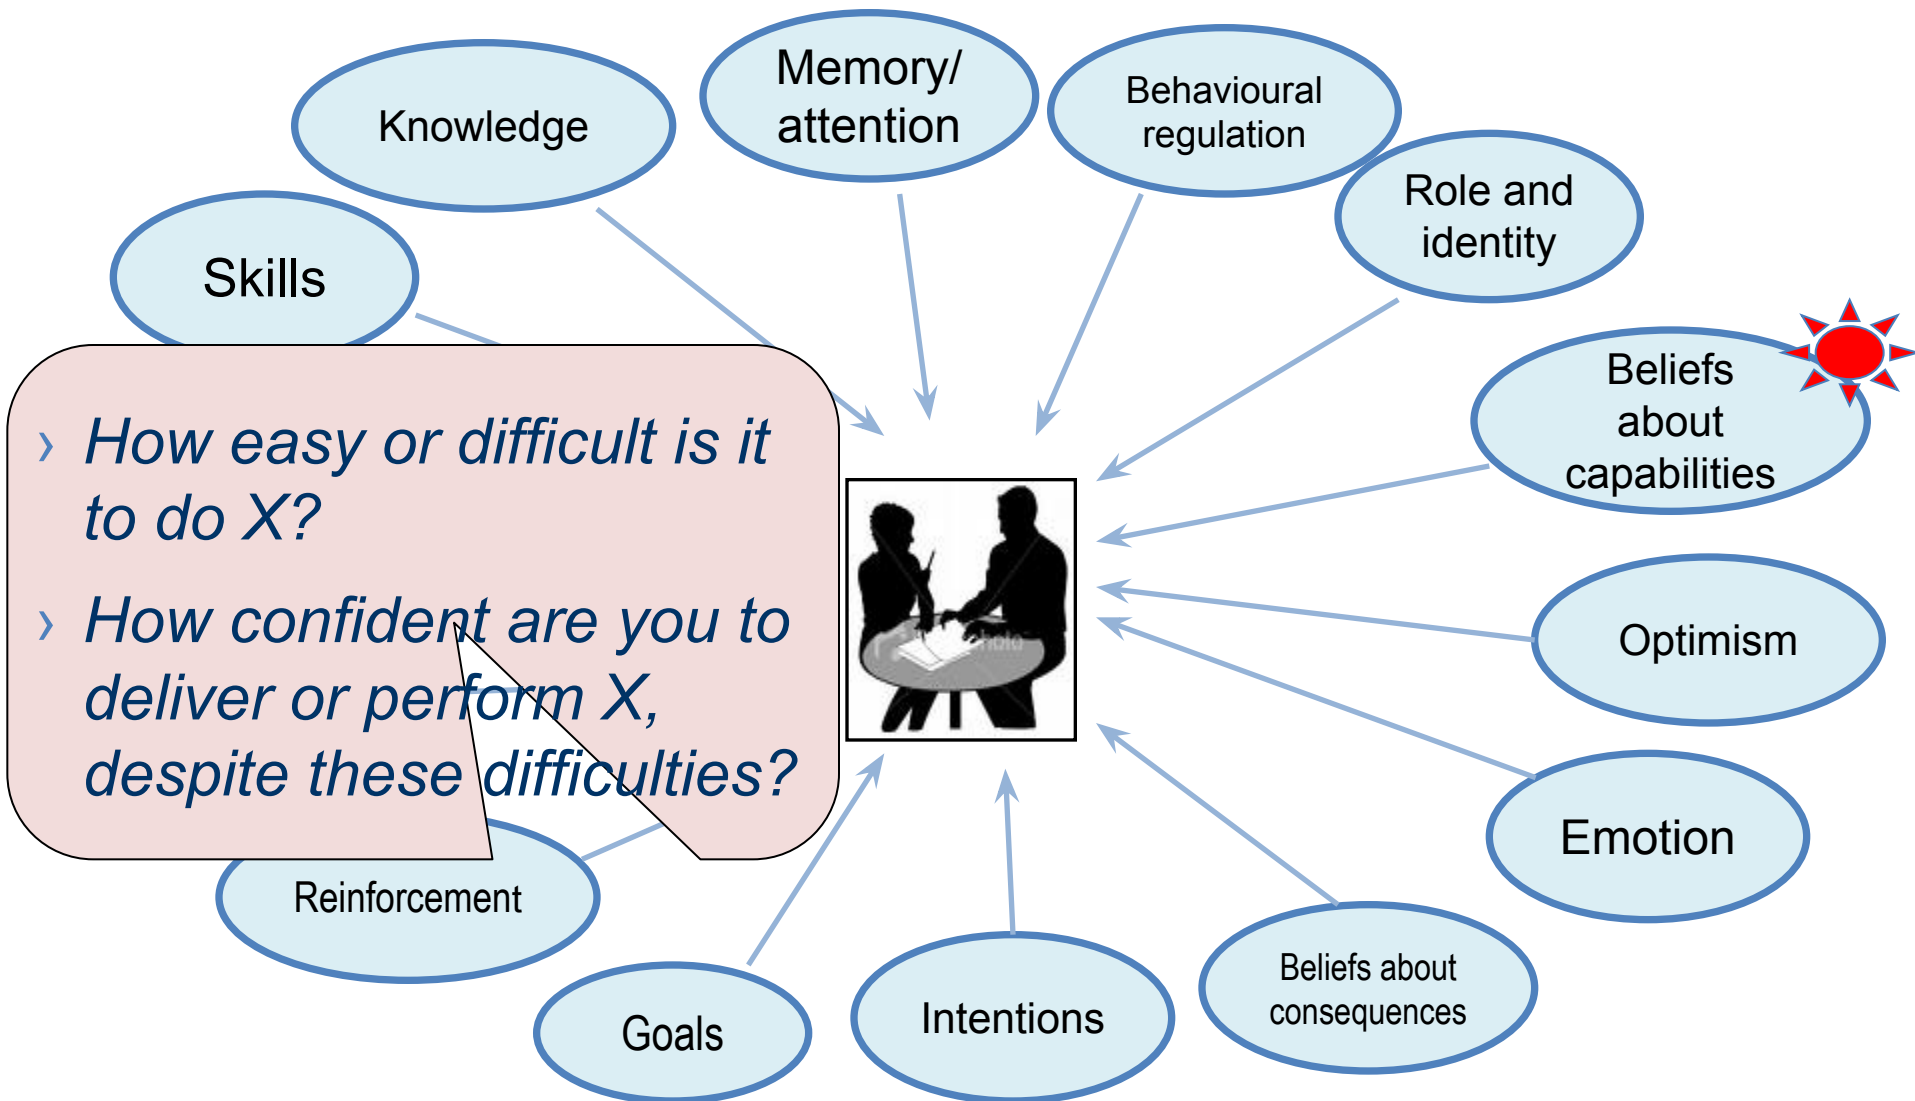 Memory/
attention
Behavioural
regulation
Knowledge
Role and
identity
Skills
Beliefs
about
capabilities
› How easy or difficult is it
to do X?
› How confident are you to
deliver or perform X,
despite these difficulties?
Optimism
Emotion
Reinforcement
Beliefs about
consequences
Intentions
Goals